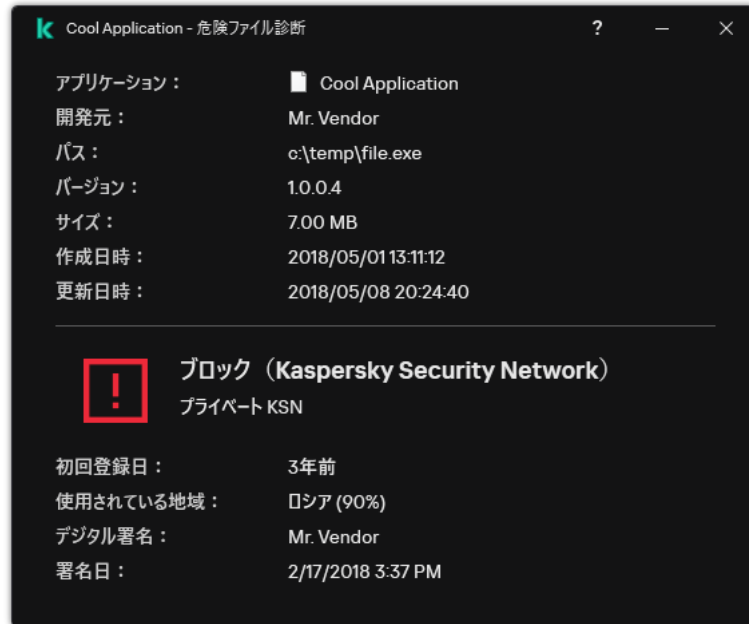 Cool Application - 危険ファイル診断 ?
アプリケーション： Cool Application
開発元： Mr. Vendor
パス： c:\temp\file.exe
バージョン： 1.0.0.4
サイズ： 7.00 MB
作成日時： 2018/05/01 13:11:12
更新日時： 2018/05/08 20:24:40
ブロック（Kaspersky Security Network）
プライベート KSN
初回登録日： 3年前
使用されている地域： ロシア (90%)
デジタル署名： Mr. Vendor
署名日： 2/17/2018 3:37 PM